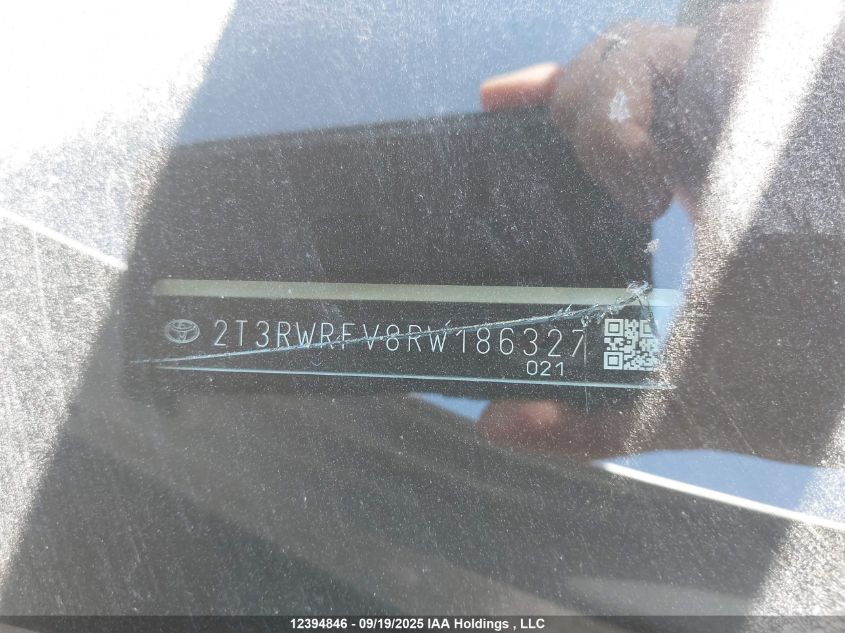 2T3RWRFV8RW186327
021
12394846 - 09/19/2025 IAA Holdings , LLC